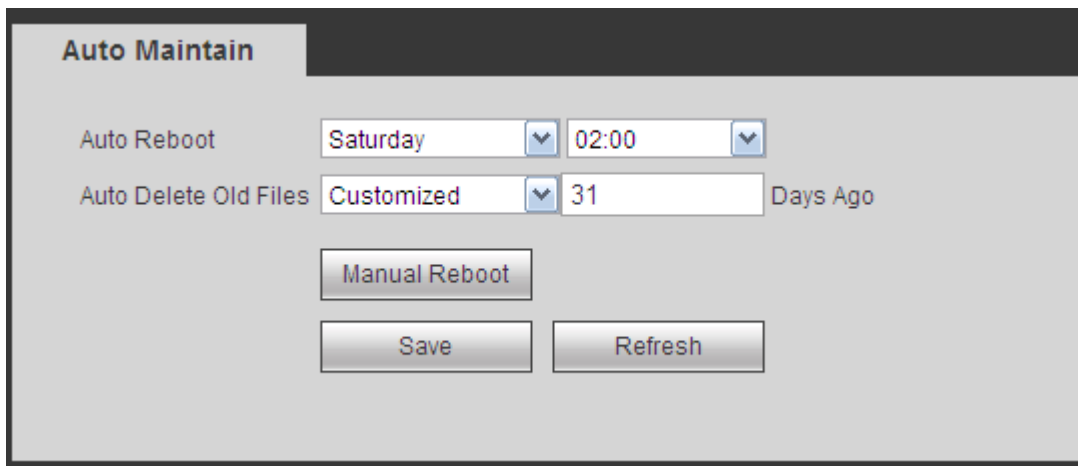 Auto Maintain
Auto Reboot Saturday 02:00
Auto Delete Old Files Customized 31 Days Ago
Manual Reboot
Save Refresh